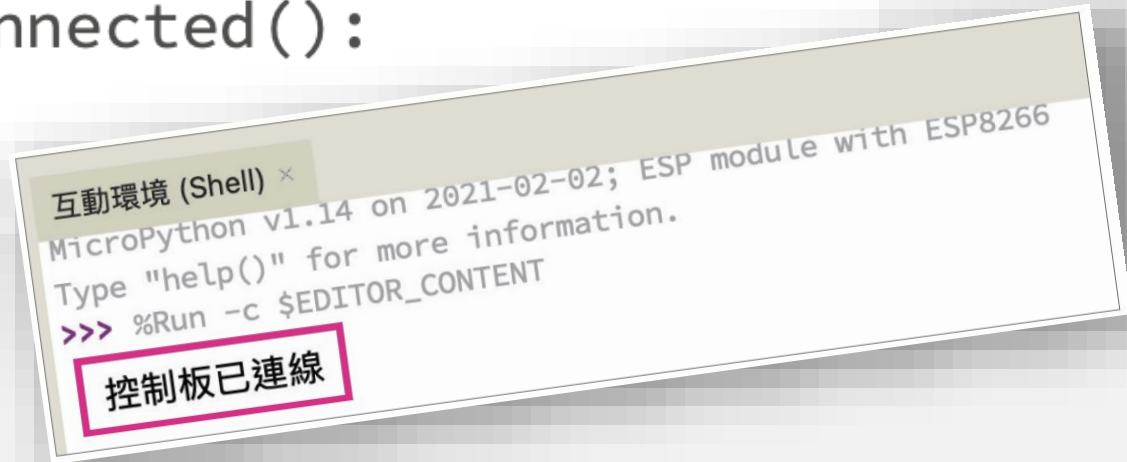 nnected():
互動環境 (Shell) ×
MicroPython v1.14 on 2021-02-02; ESP module with ESP8266
Type "help()" for more information.
>>> %Run -c $EDITOR_CONTENT
控制板已連線